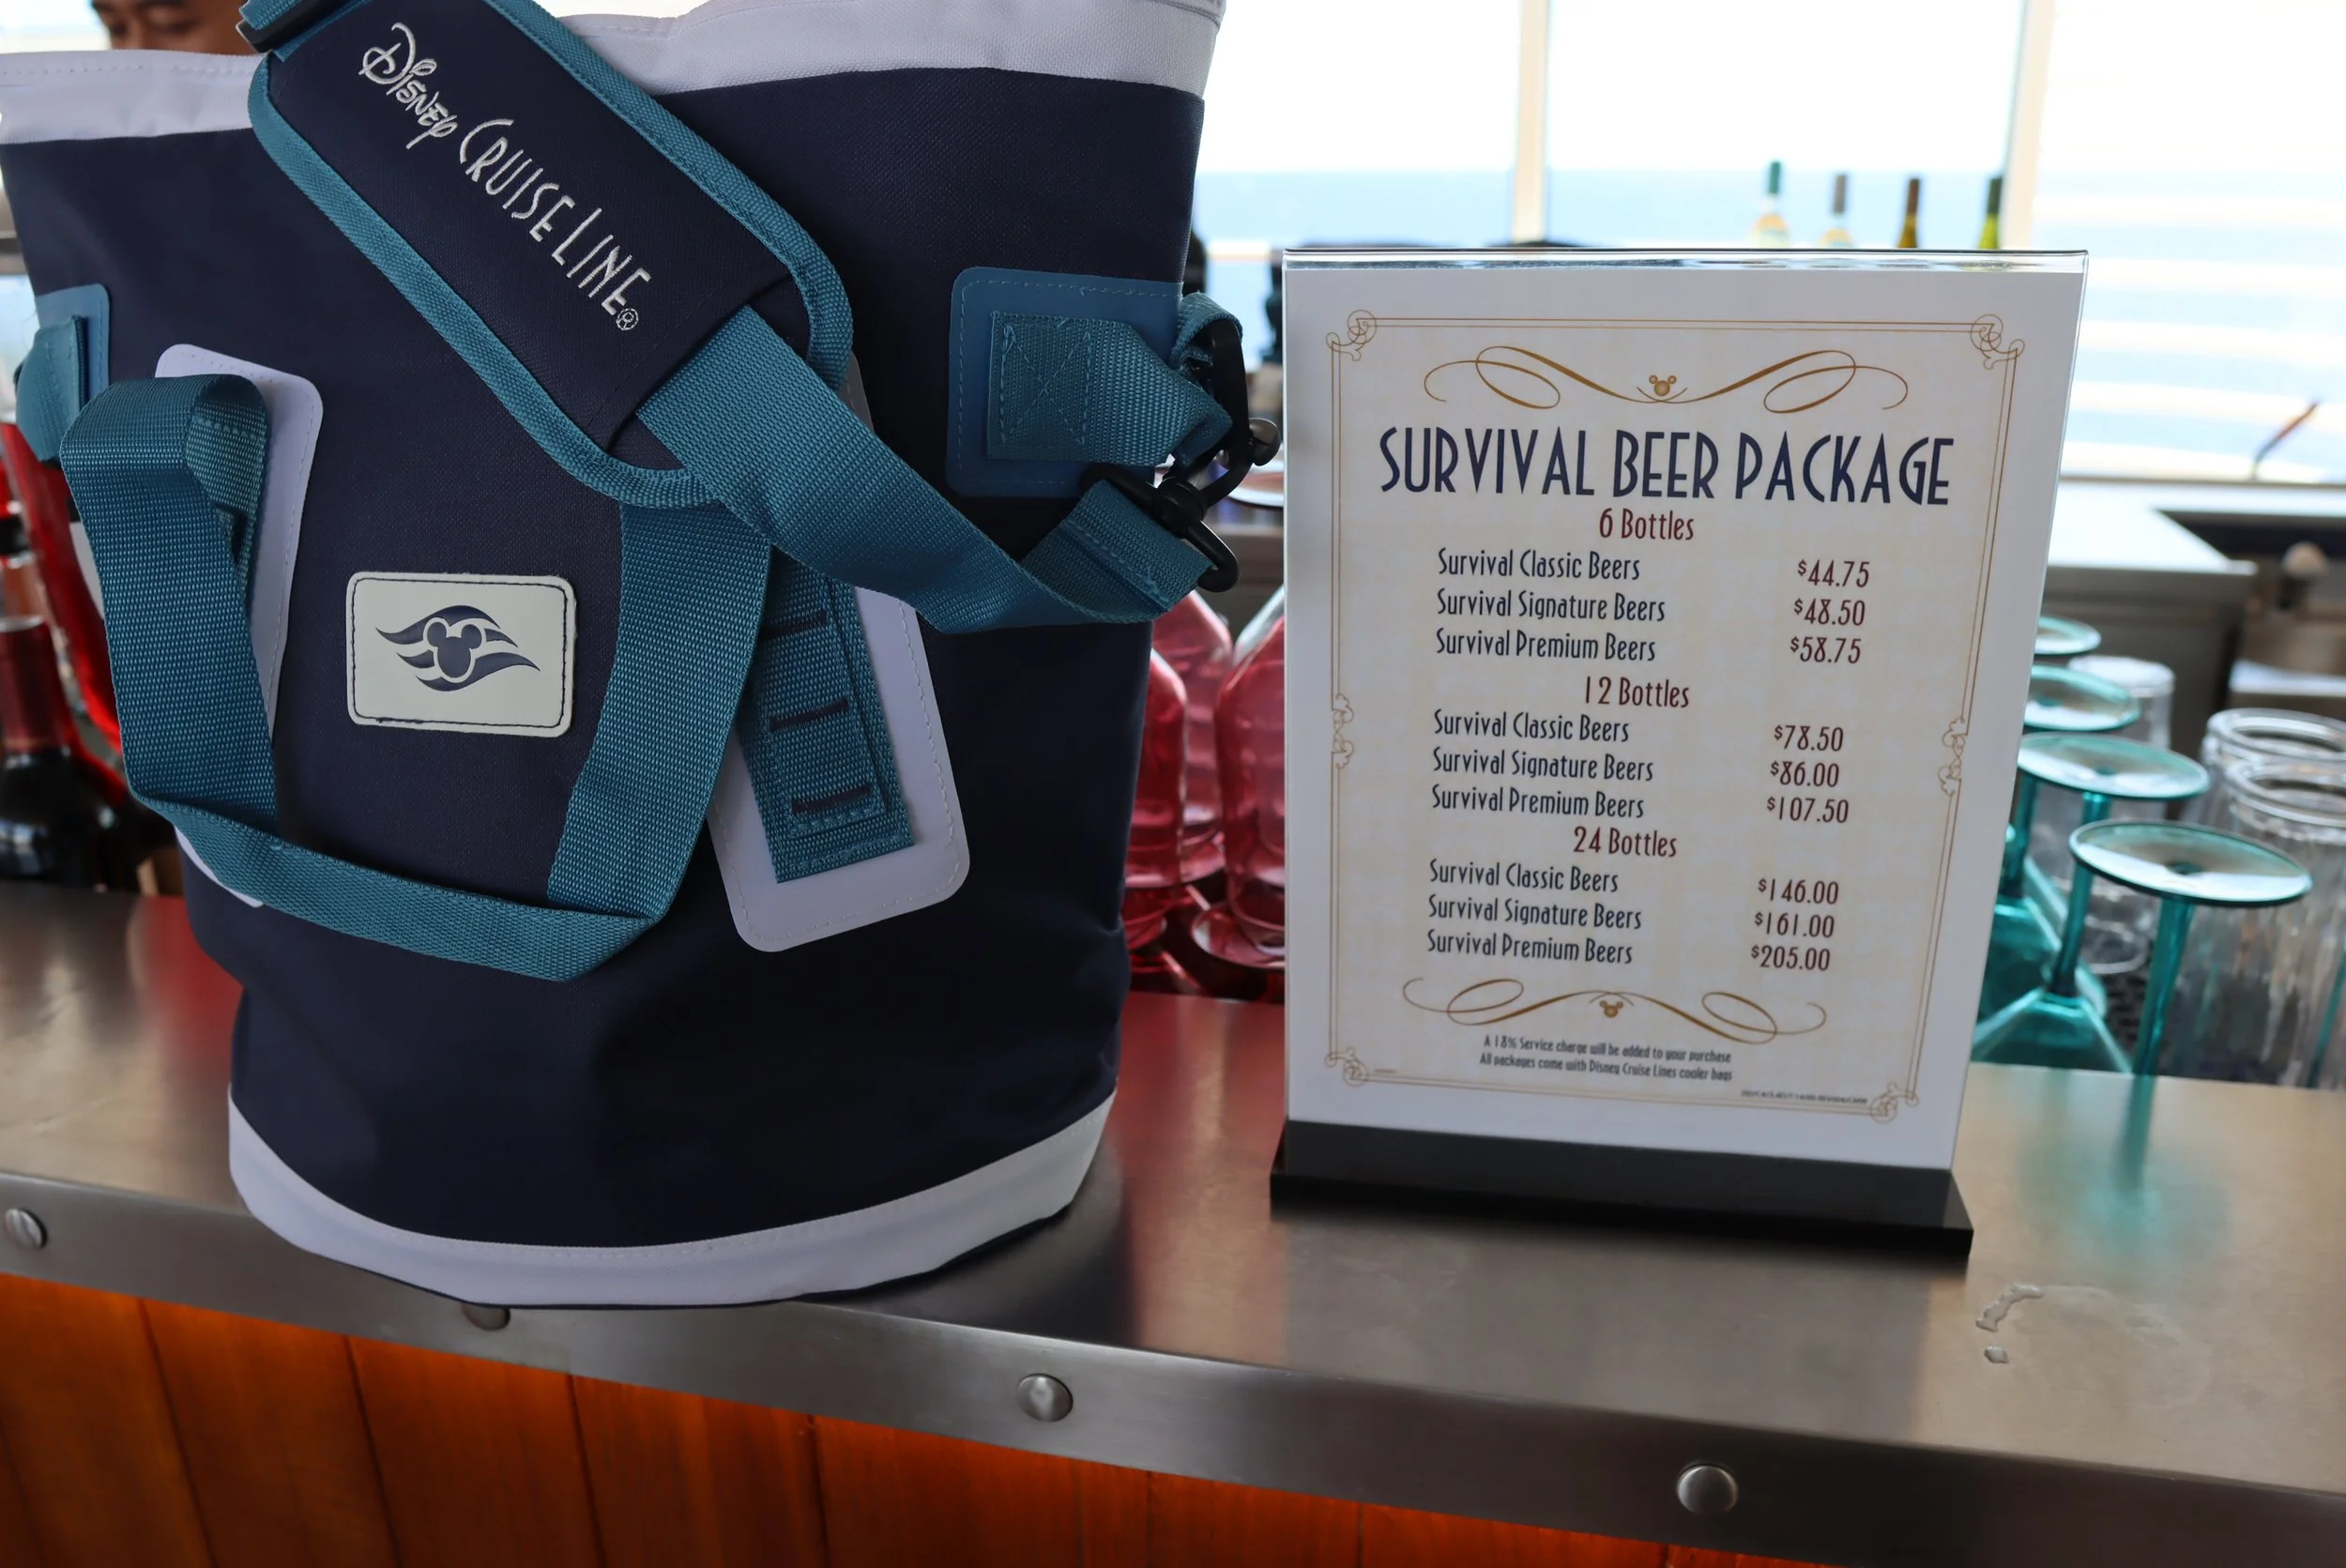 Disney Cruise Line®
SURVIVAL BEER PACKAGE
6 Bottles
Survival Classic Beers $44.75
Survival Signature Beers $48.50
Survival Premium Beers $58.75
12 Bottles
Survival Classic Beers $78.50
Survival Signature Beers $86.00
Survival Premium Beers $107.50
24 Bottles
Survival Classic Beers $146.00
Survival Signature Beers $161.00
Survival Premium Beers $205.00
A 18% Service charge will be added to your purchese
All packages come with Disney Cruise Lines cooler bags